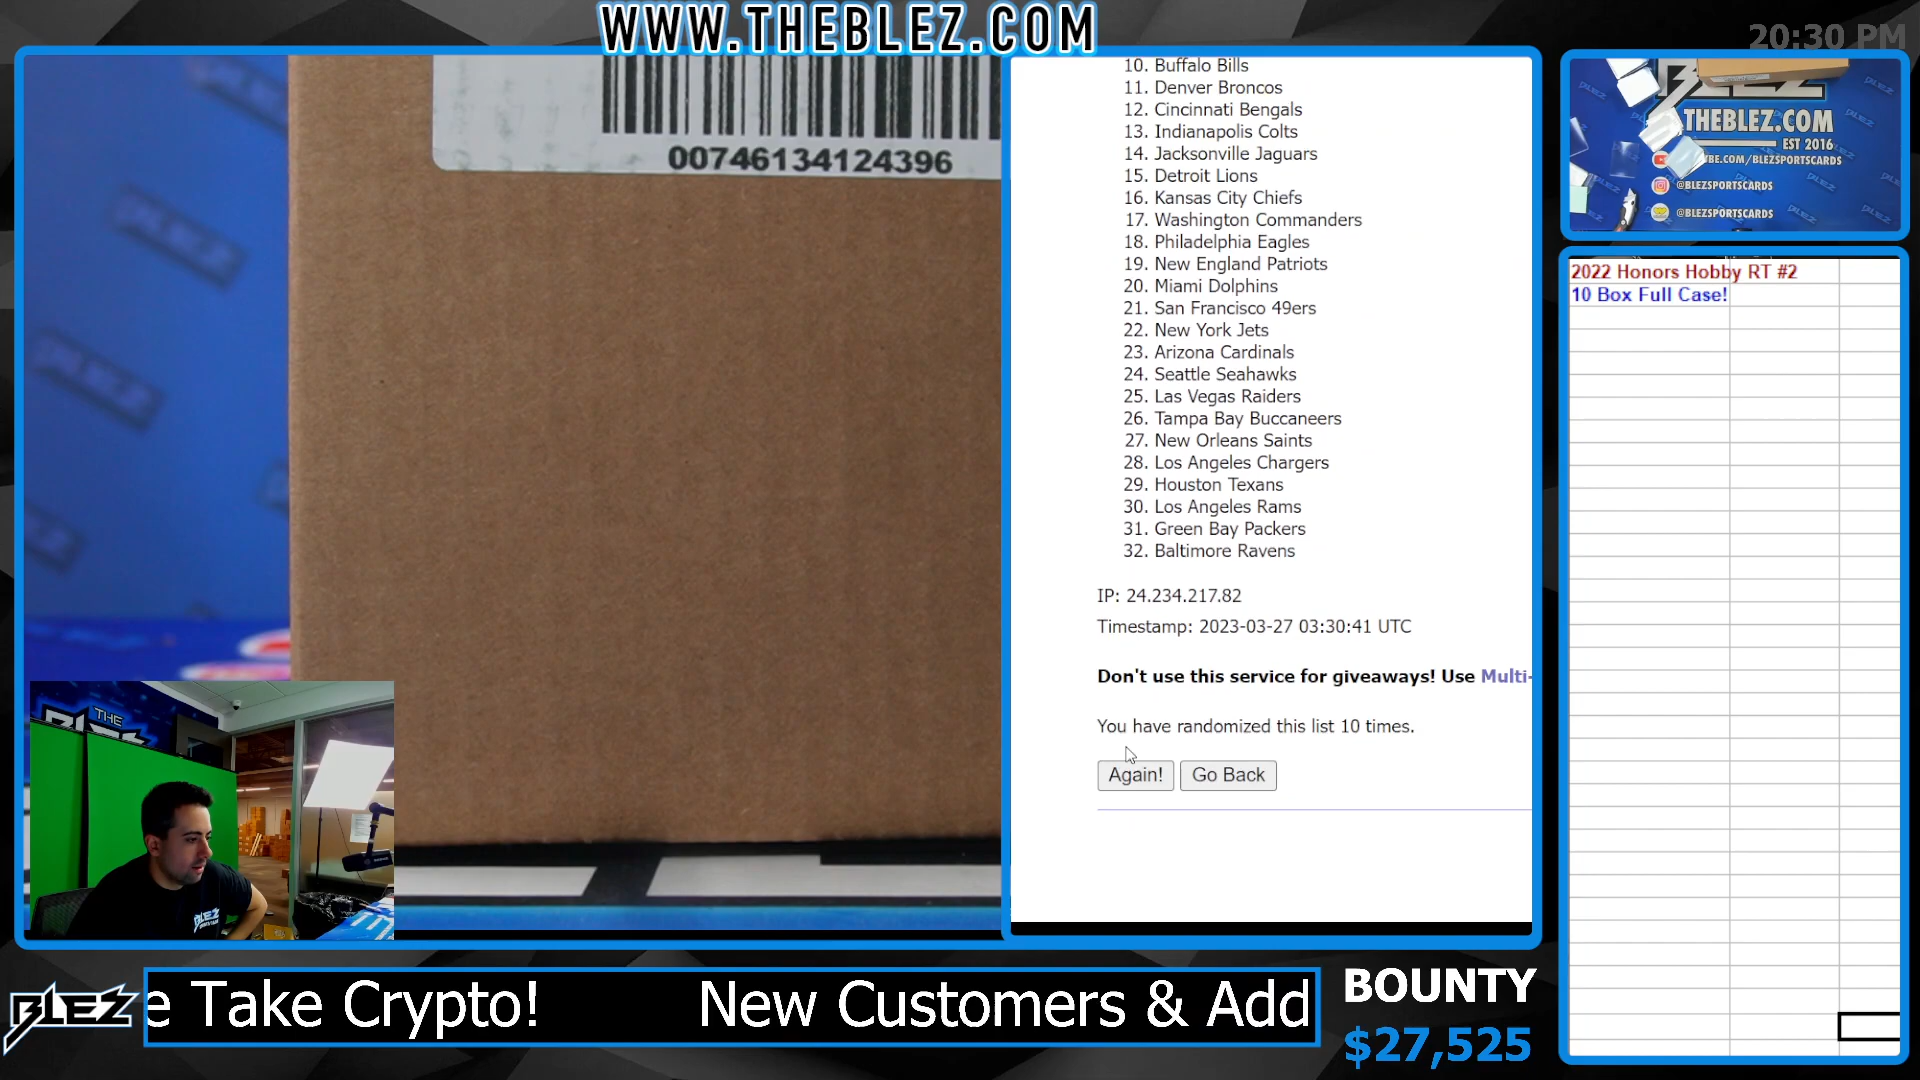 WWW.THEBLEZ.COM
20:30 PM
00746134124396
10. Buffalo Bills
11. Denver Broncos
12. Cincinnati Bengals
13. Indianapolis Colts
14. Jacksonville Jaguars
15. Detroit Lions
16. Kansas City Chiefs
17. Washington Commanders
18. Philadelphia Eagles
19. New England Patriots
20. Miami Dolphins
21. San Francisco 49ers
22. New York Jets
23. Arizona Cardinals
24. Seattle Seahawks
25. Las Vegas Raiders
26. Tampa Bay Buccaneers
27. New Orleans Saints
28. Los Angeles Chargers
29. Houston Texans
30. Los Angeles Rams
31. Green Bay Packers
32. Baltimore Ravens
IP: 24.234.217.82
Timestamp: 2023-03-27 03:30:41 UTC
Don't use this service for giveaways! Use Multi-
You have randomized this list 10 times.
Again! Go Back
THEBLEZ.COM
EST 2016
BE.COM/BLEZSPORTSCARDS
@BLEZSPORTSCARDS
@BLEZSPORTSCARDS
2022 Honors Hobby RT #2
10 Box Full Case!
THE
BLEZ
BLEZ
e Take Crypto! New Customers & Add
BOUNTY
$27,525